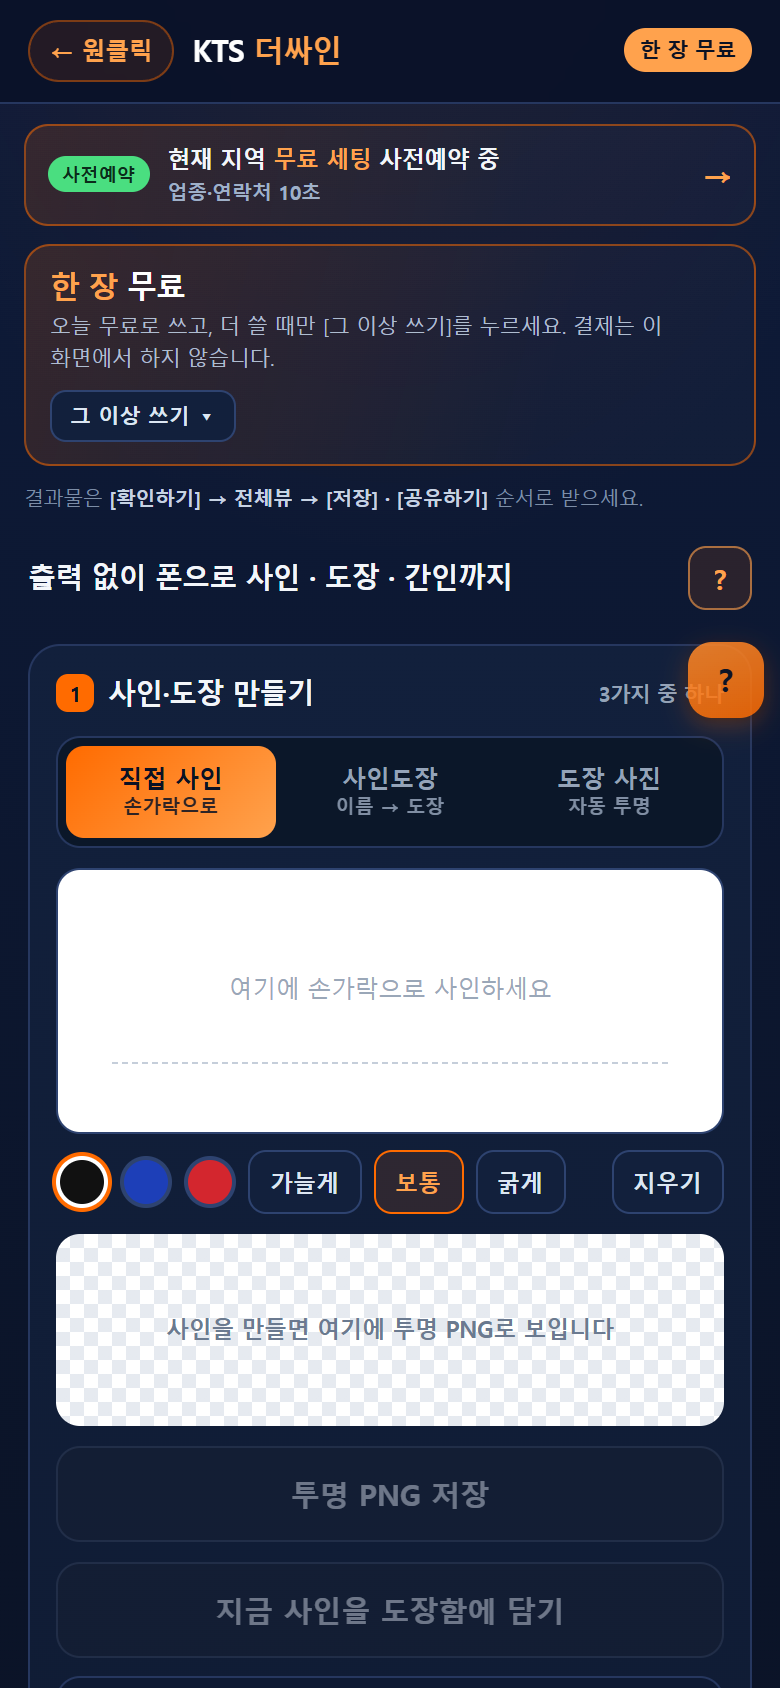 ← 원클릭
KTS 더싸인
한 장 무료
사전예약
현재 지역 무료 세팅 사전예약 중
업종·연락처 10초
→
한 장 무료
오늘 무료로 쓰고, 더 쓸 때만 [그 이상 쓰기]를 누르세요. 결제는 이
화면에서 하지 않습니다.
그 이상 쓰기 ▾
결과물은 [확인하기] → 전체뷰 → [저장] · [공유하기] 순서로 받으세요.
출력 없이 폰으로 사인 · 도장 · 간인까지
?
1 사인·도장 만들기
3가지 중 하나
?
직접 사인
손가락으로
사인도장
이름 → 도장
도장 사진
자동 투명
여기에 손가락으로 사인하세요
가늘게
보통
굵게
지우기
사인을 만들면 여기에 투명 PNG로 보입니다
투명 PNG 저장
지금 사인을 도장함에 담기